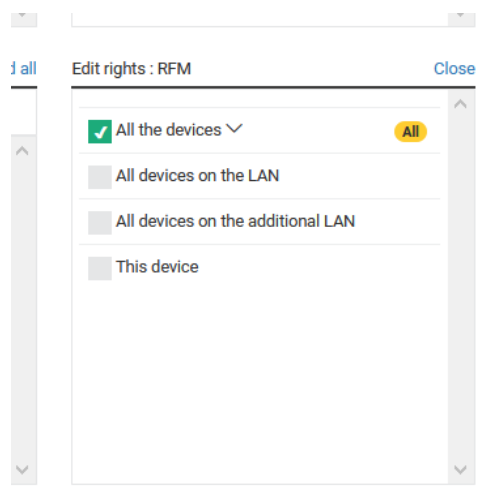 d all
Edit rights : RFM
Close
All the devices
All
All devices on the LAN
All devices on the additional LAN
This device